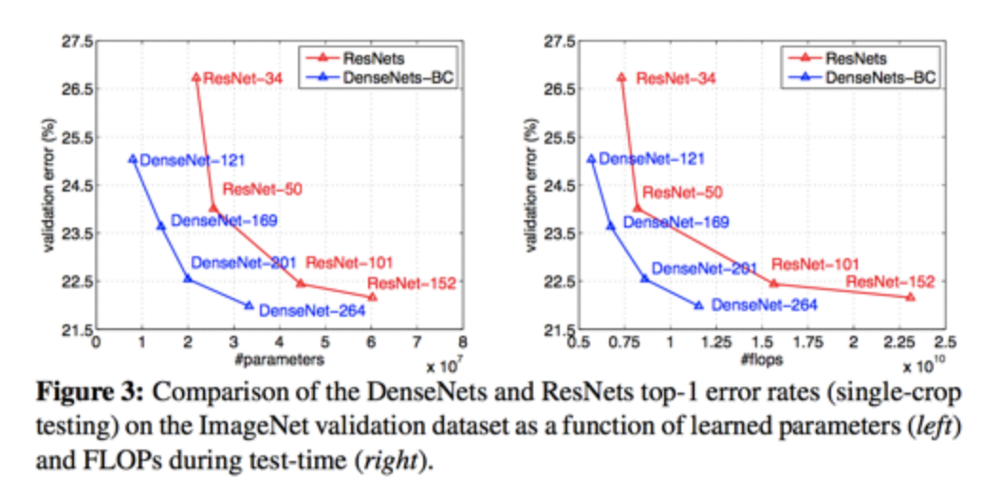 27.5
26.5
25.5
24.5
23.5
22.5
21.5
validation error (%)
ResNets
DenseNets−BC
ResNet−34
DenseNet−121
ResNet−50
DenseNet−169
DenseNet−201
ResNet−101
ResNet−152
DenseNet−264
0 1 2 3 4 5 6 7 8
#parameters
x 10^7
27.5
26.5
25.5
24.5
23.5
22.5
21.5
validation error (%)
ResNets
DenseNets−BC
ResNet−34
DenseNet−121
ResNet−50
DenseNet−169
DenseNet−201
ResNet−101
ResNet−152
DenseNet−264
0.5 0.75 1 1.25 1.5 1.75 2 2.25 2.5
#flops
x 10^10
Figure 3: Comparison of the DenseNets and ResNets top-1 error rates (single-crop
testing) on the ImageNet validation dataset as a function of learned parameters (left)
and FLOPs during test-time (right).